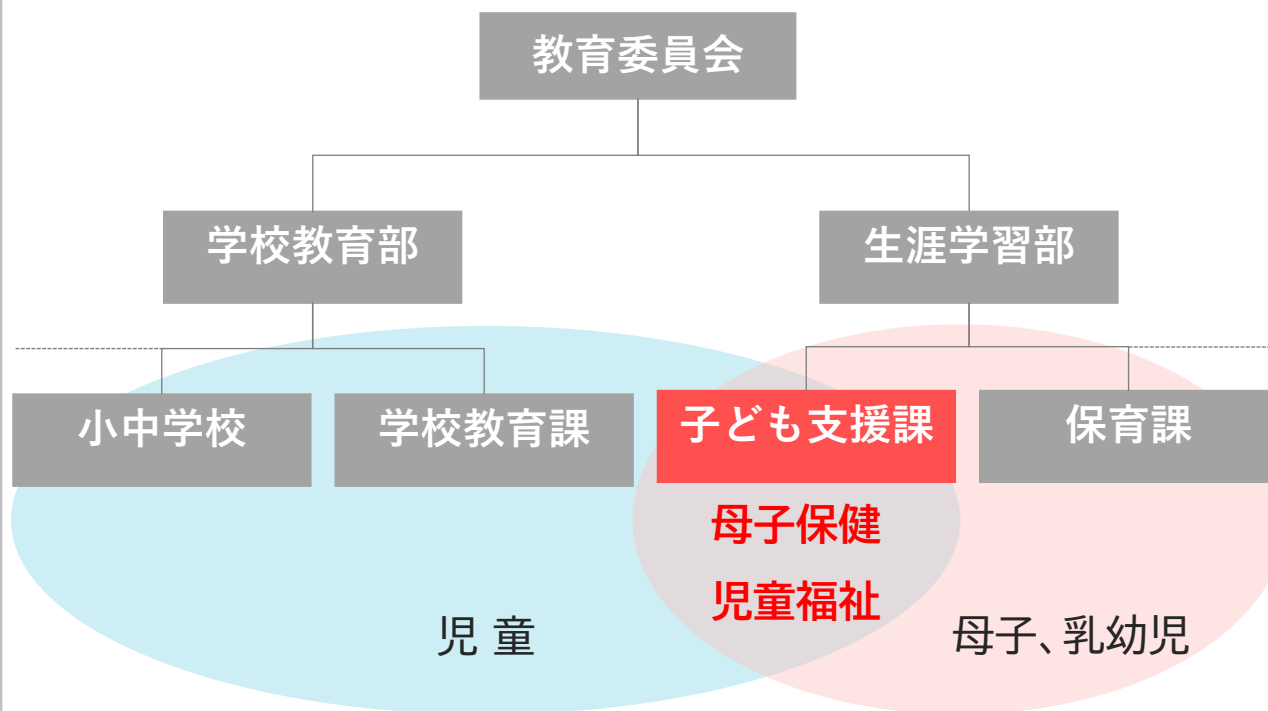 教育委員会
学校教育部
生涯学習部
小中学校
学校教育課
子ども支援課
保育課
母子保健
児童福祉
児 童
母子、乳幼児